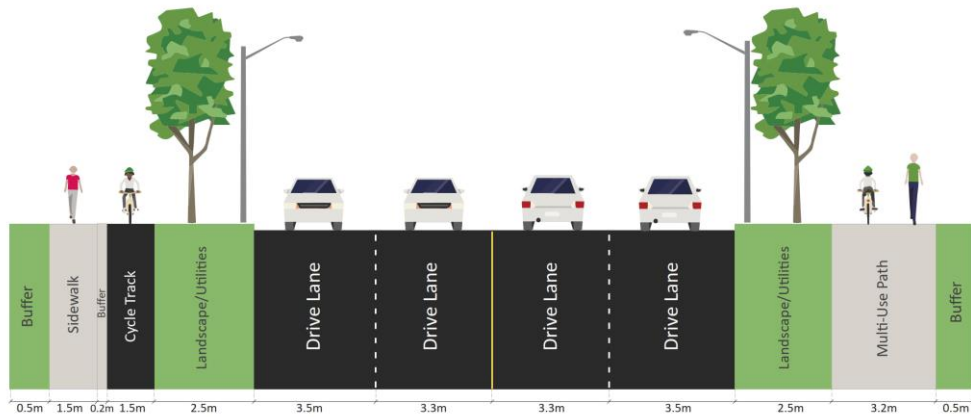 Buffer
Sidewalk
Buffer
Cycle Track
Landscape/Utilities
Drive Lane
Drive Lane
Drive Lane
Drive Lane
Landscape/Utilities
Multi-Use Path
Buffer
0.5m
1.5m
0.2m
1.5m
2.5m
3.5m
3.3m
3.3m
3.5m
2.5m
3.2m
0.5m